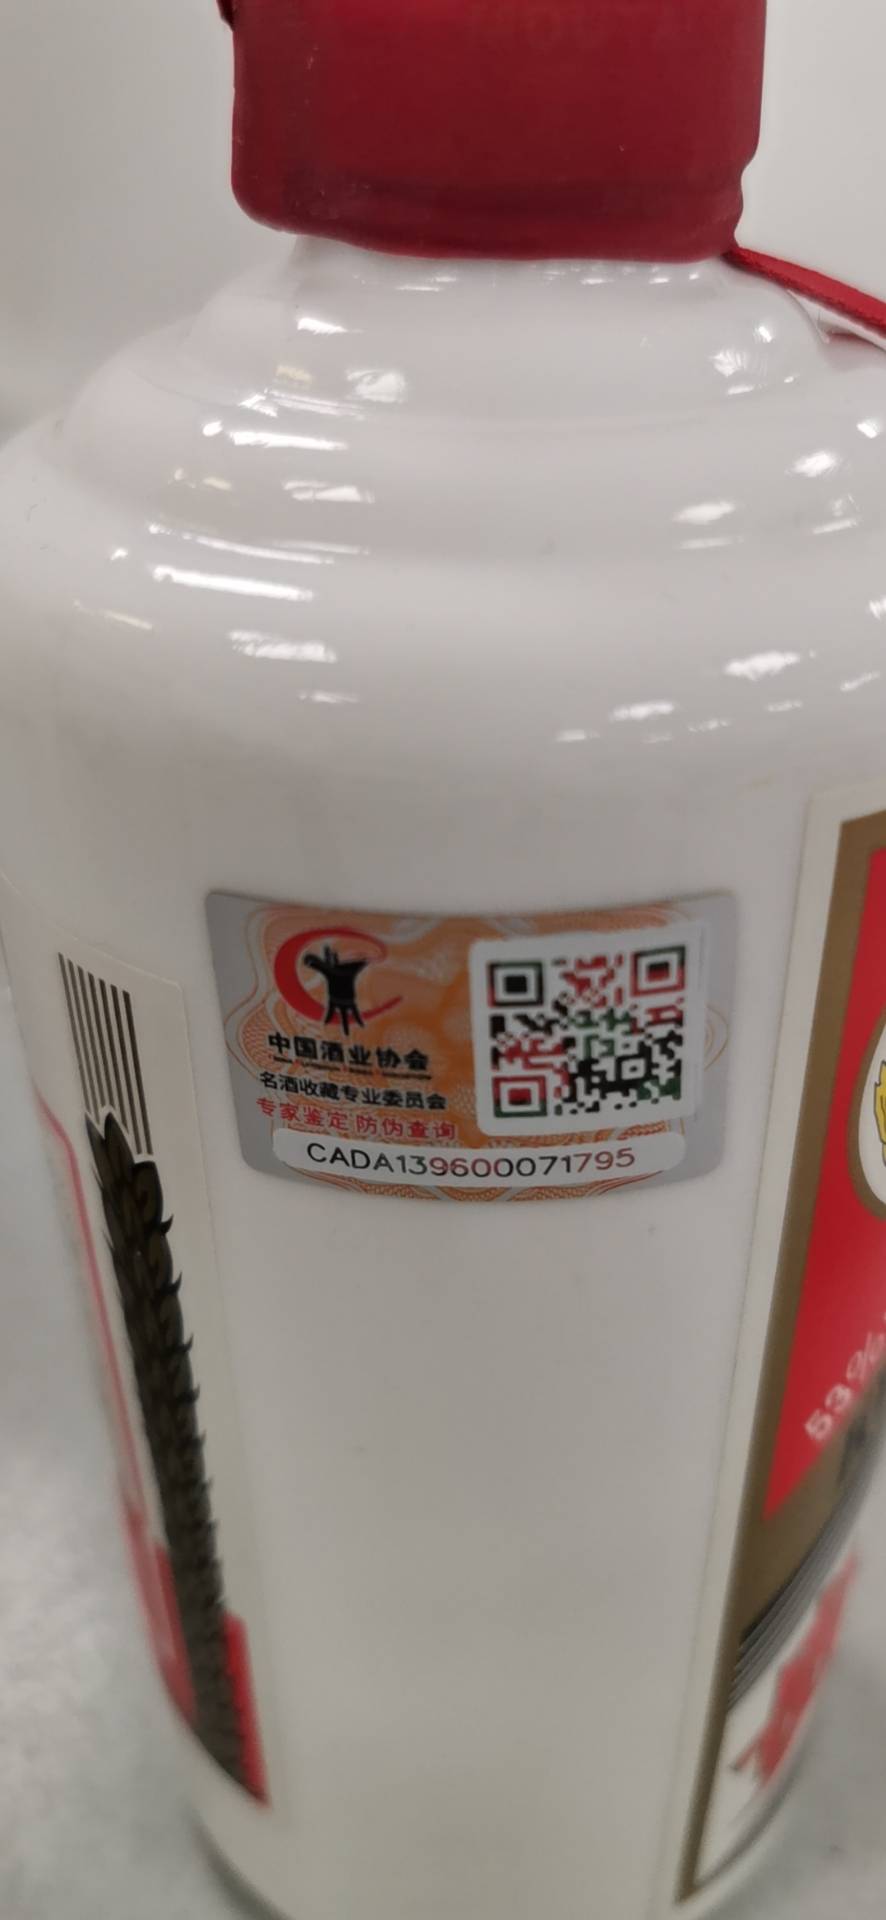 中国酒业协会
名酒收藏专业委员会
专家鉴定 防伪查询
CADA139600071795
53%